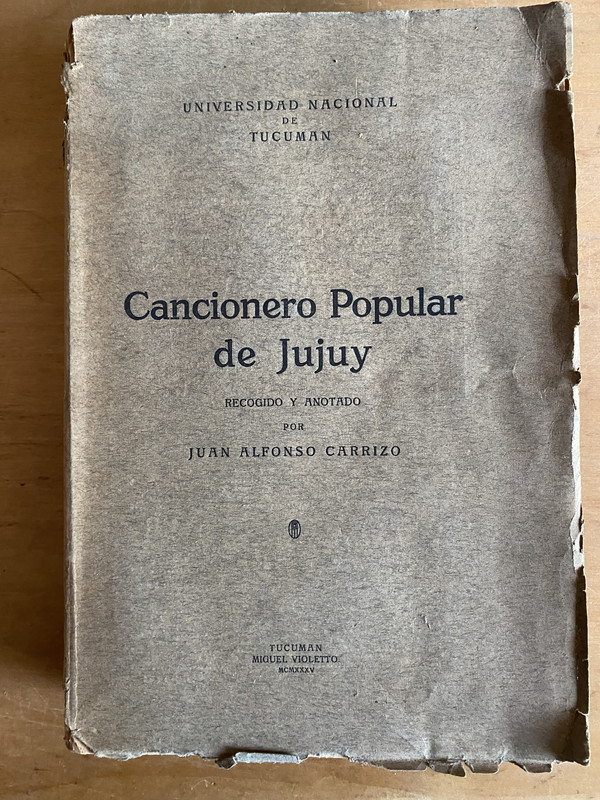 UNIVERSIDAD NACIONAL
DE
TUCUMAN
Cancionero Popular
de Jujuy
RECOGIDO Y ANOTADO
POR
JUAN ALFONSO CARRIZO
TUCUMAN
MIGUEL VIOLETTO
MCMXXXV